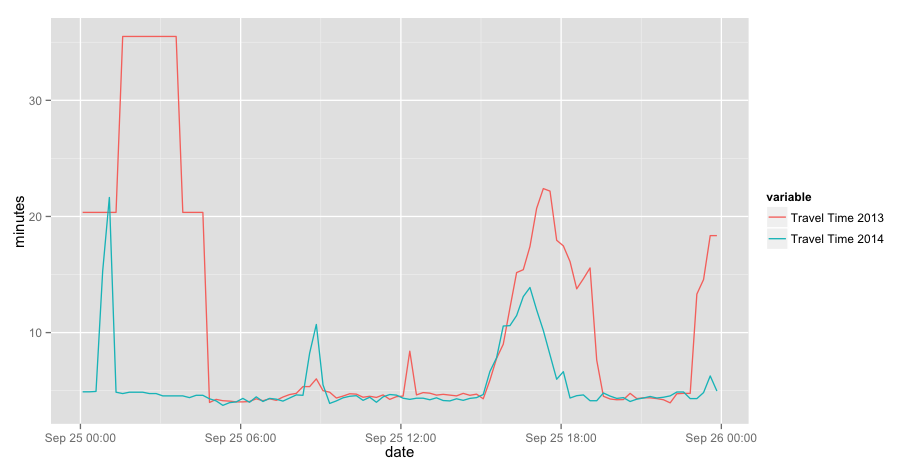 30
20
10
minutes
Sep 25 00:00
Sep 25 06:00
Sep 25 12:00
Sep 25 18:00
Sep 26 00:00
date
variable
Travel Time 2013
Travel Time 2014